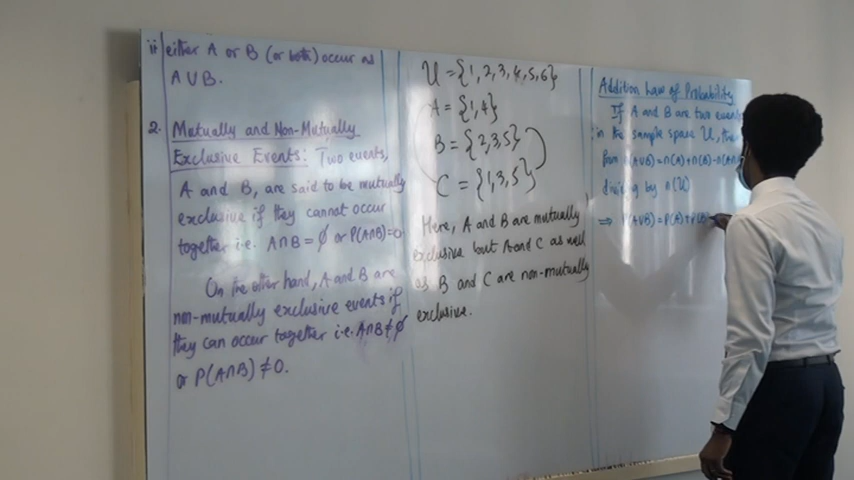 ii either A or B (or both) occur as
A∪B.
2. Mutually and Non-Mutually
Exclusive Events: Two events,
A and B, are said to be mutually
exclusive if they cannot occur
together i.e. A∩B = ∅ or P(A∩B)=0
On the other hand, A and B are
non-mutually exclusive events if
they can occur together i.e. A∩B ≠ ∅
or P(A∩B) ≠ 0.
U = {1,2,3,4,5,6}
A = {1,4}
B = {2,3,5}
C = {1,3,5}
Here, A and B are mutually
exclusive but A and C as well
as B and C are non-mutually
exclusive.
Addition Law of Probability
If A and B are two
in the sample space U,
from n(A∪B) = n(A) + n(B) - n(A∩
dividing by n(U)
⇒ P(A∪B) = P(A) + P(B)